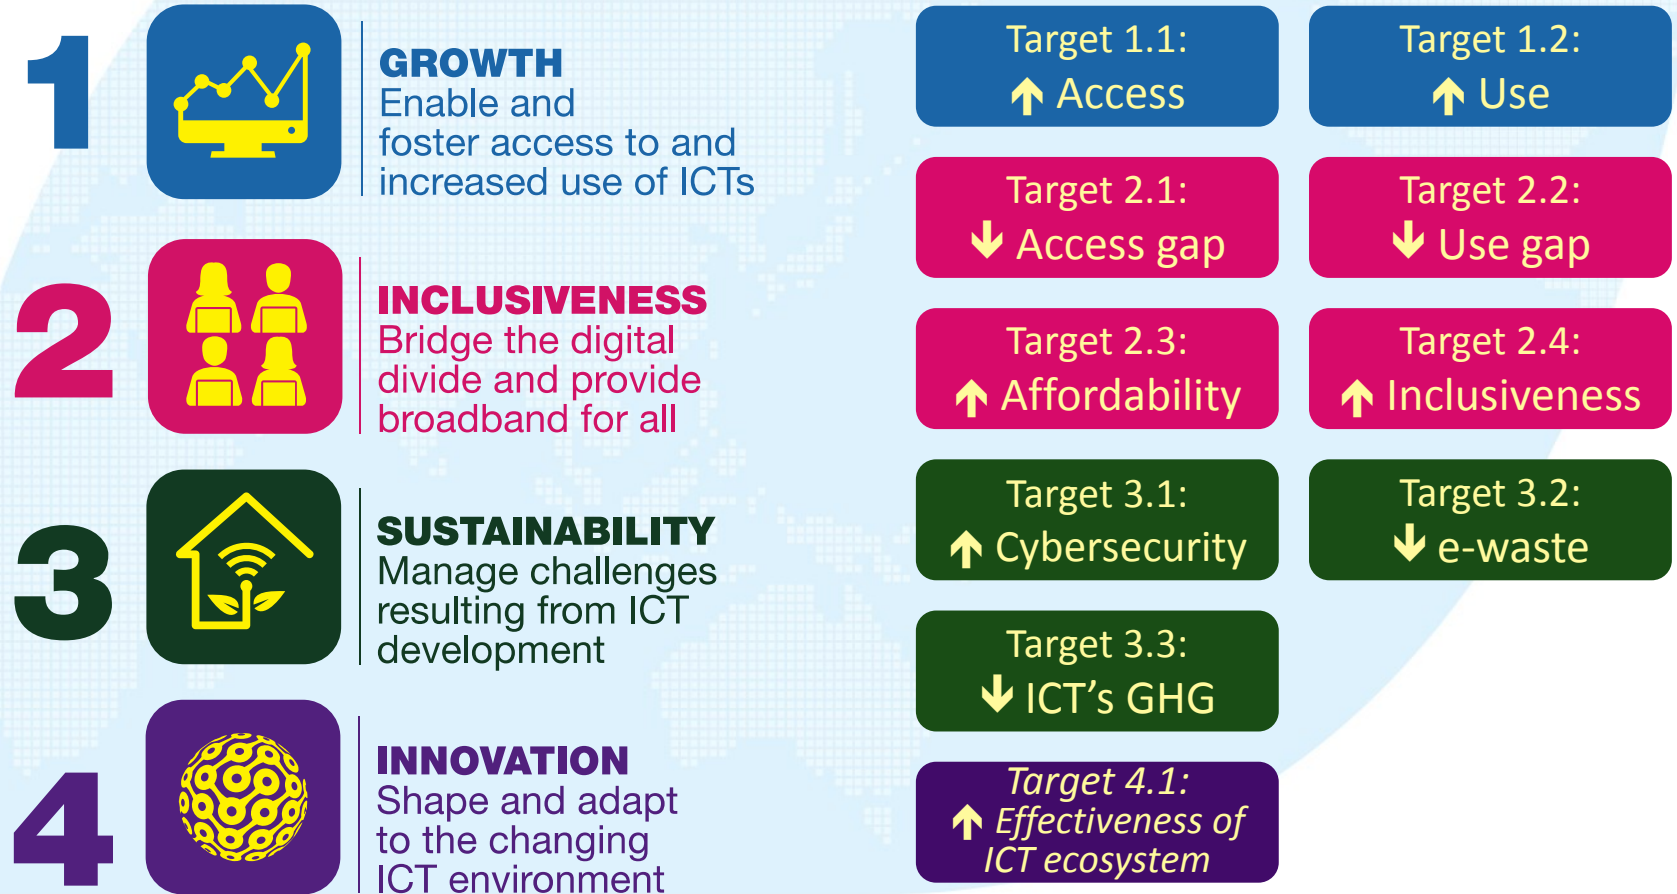 1
GROWTH
Enable and
foster access to and
increased use of ICTs
2
INCLUSIVENESS
Bridge the digital
divide and provide
broadband for all
3
SUSTAINABILITY
Manage challenges
resulting from ICT
development
4
INNOVATION
Shape and adapt
to the changing
ICT environment
Target 1.1:
↑ Access
Target 1.2:
↑ Use
Target 2.1:
↓ Access gap
Target 2.2:
↓ Use gap
Target 2.3:
↑ Affordability
Target 2.4:
↑ Inclusiveness
Target 3.1:
↑ Cybersecurity
Target 3.2:
↓ e-waste
Target 3.3:
↓ ICT’s GHG
Target 4.1:
↑ Effectiveness of
ICT ecosystem